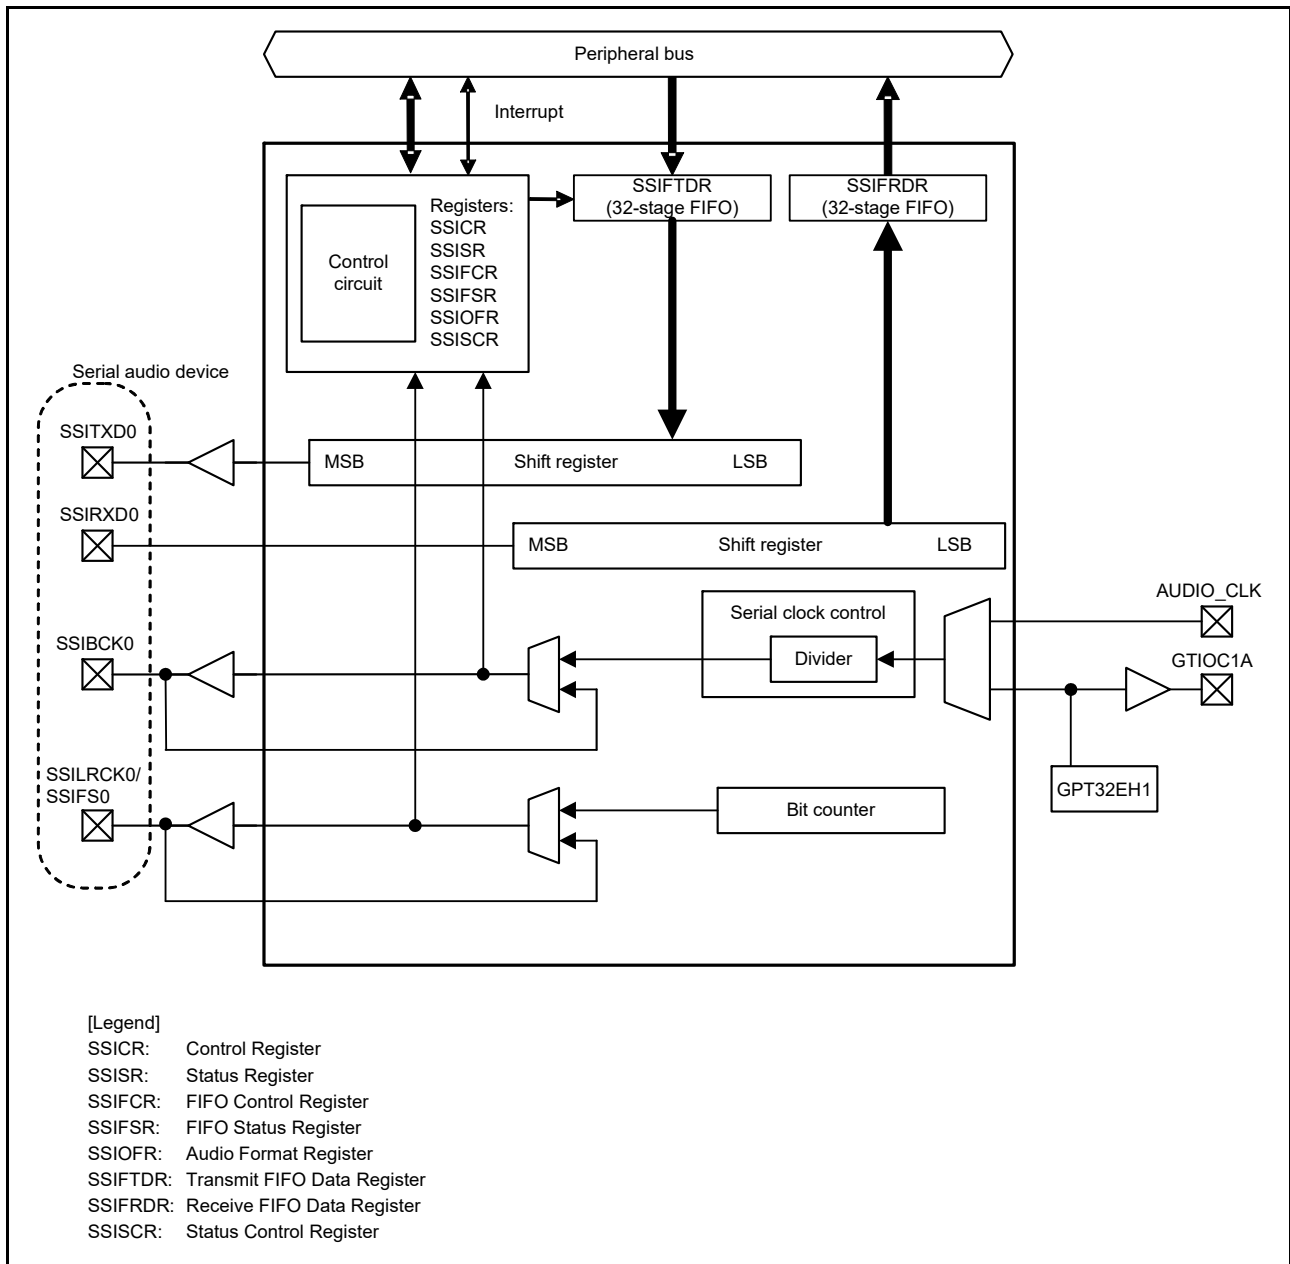 Peripheral bus
Interrupt
SSIFTDR
(32-stage FIFO)
SSIFRDR
(32-stage FIFO)
Registers:
SSICR
SSISR
SSIFCR
SSIFSR
SSIOFR
SSISCR
Control
circuit
Serial audio device
SSITXD0
MSB Shift register LSB
SSIRXD0
MSB Shift register LSB
AUDIO_CLK
Serial clock control
Divider
SSIBCK0
GTIOC1A
SSILRCK0/
SSIFS0
GPT32EH1
Bit counter
[Legend]
SSICR: Control Register
SSISR: Status Register
SSIFCR: FIFO Control Register
SSIFSR: FIFO Status Register
SSIOFR: Audio Format Register
SSIFTDR: Transmit FIFO Data Register
SSIFRDR: Receive FIFO Data Register
SSISCR: Status Control Register